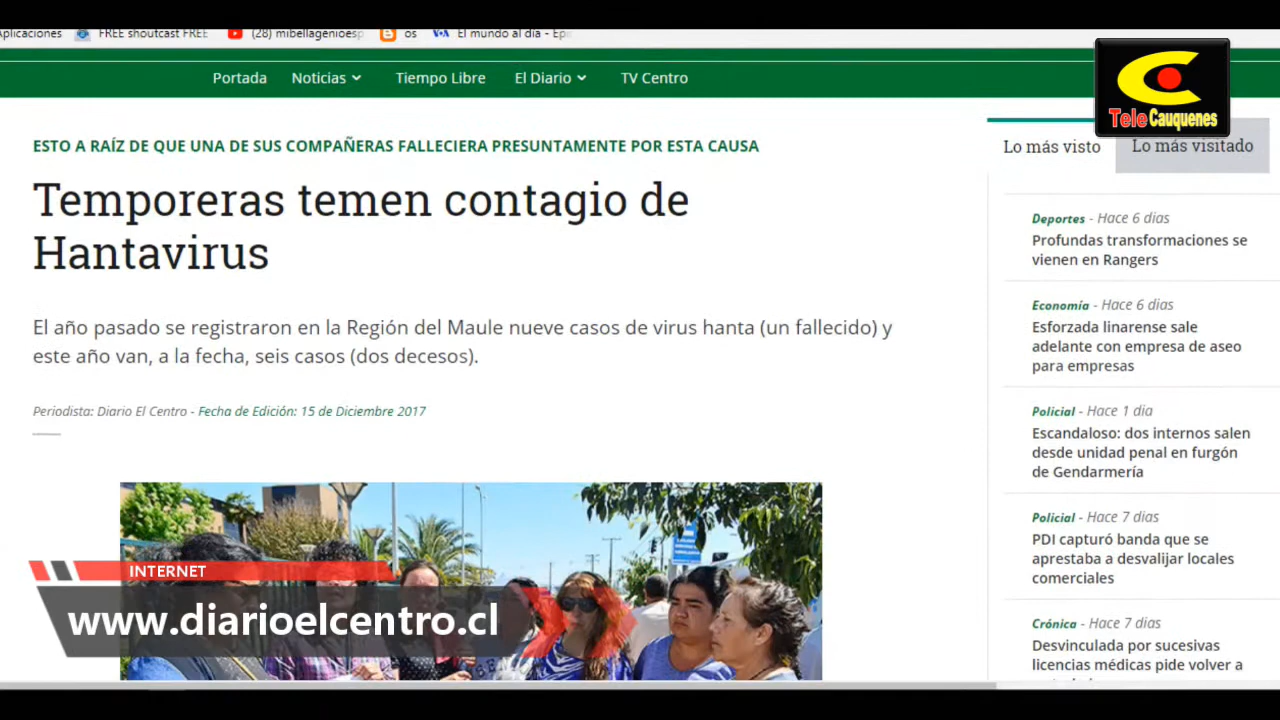 Aplicaciones FREE shoutcast FREE (28) mibellagenioesp os VOA El mundo al día - Epi
Portada Noticias Tiempo Libre El Diario TV Centro
Tele Cauquenes
ESTO A RAÍZ DE QUE UNA DE SUS COMPAÑERAS FALLECIERA PRESUNTAMENTE POR ESTA CAUSA
Temporeras temen contagio de
Hantavirus
El año pasado se registraron en la Región del Maule nueve casos de virus hanta (un fallecido) y
este año van, a la fecha, seis casos (dos decesos).
Periodista: Diario El Centro - Fecha de Edición: 15 de Diciembre 2017
Lo más visto Lo más visitado
Deportes - Hace 6 dias
Profundas transformaciones se
vienen en Rangers
Economía - Hace 6 dias
Esforzada linarense sale
adelante con empresa de aseo
para empresas
Policial - Hace 1 dia
Escandaloso: dos internos salen
desde unidad penal en furgón
de Gendarmería
Policial - Hace 7 dias
PDI capturó banda que se
aprestaba a desvalijar locales
comerciales
Crónica - Hace 7 dias
Desvinculada por sucesivas
licencias médicas pide volver a
INTERNET
www.diarioelcentro.cl